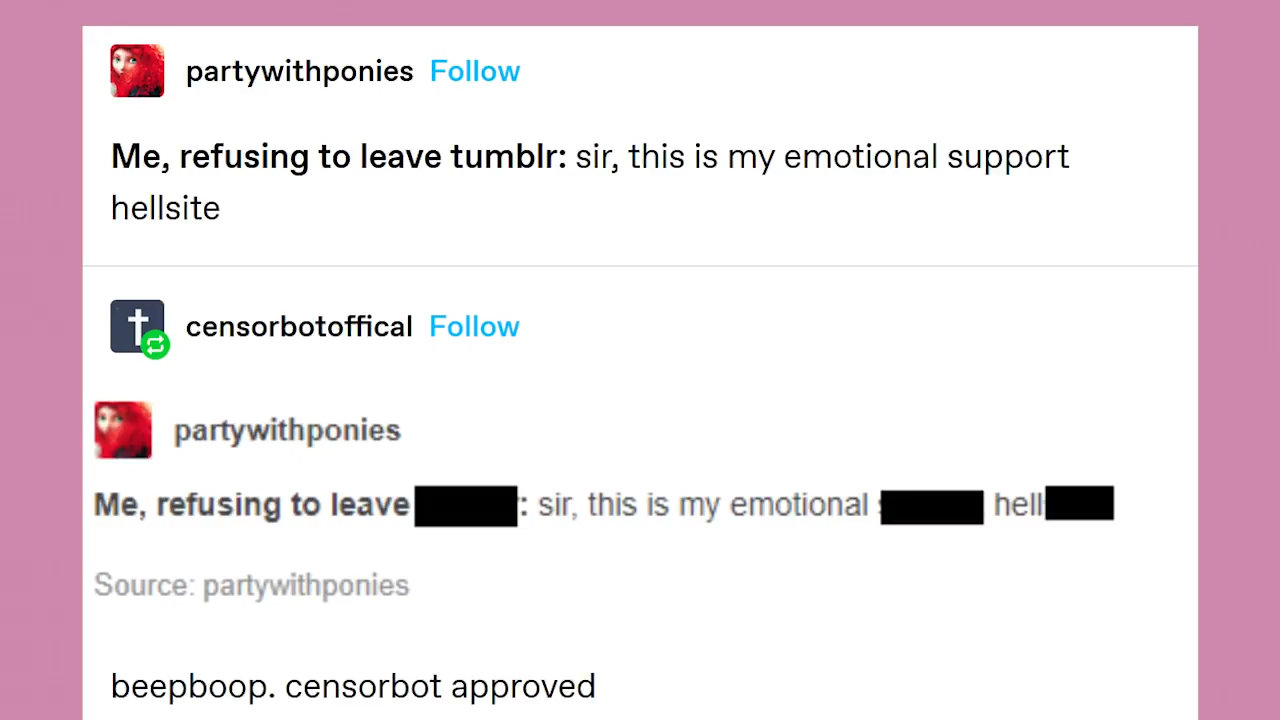 partywithponies Follow
Me, refusing to leave tumblr: sir, this is my emotional support
hellsite
censorbotoffical Follow
partywithponies
Me, refusing to leave : sir, this is my emotional hell
Source: partywithponies
beepboop. censorbot approved